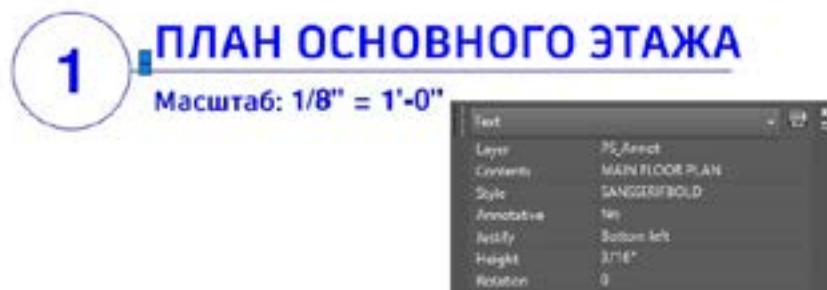 1
ПЛАН ОСНОВНОГО ЭТАЖА
Масштаб: 1/8" = 1'-0"
Text
Layer PS_Annot
Contents MAIN FLOOR PLAN
Style SANSSERIFBOLD
Annotative No
Justify Bottom left
Height 3/16"
Rotation 0